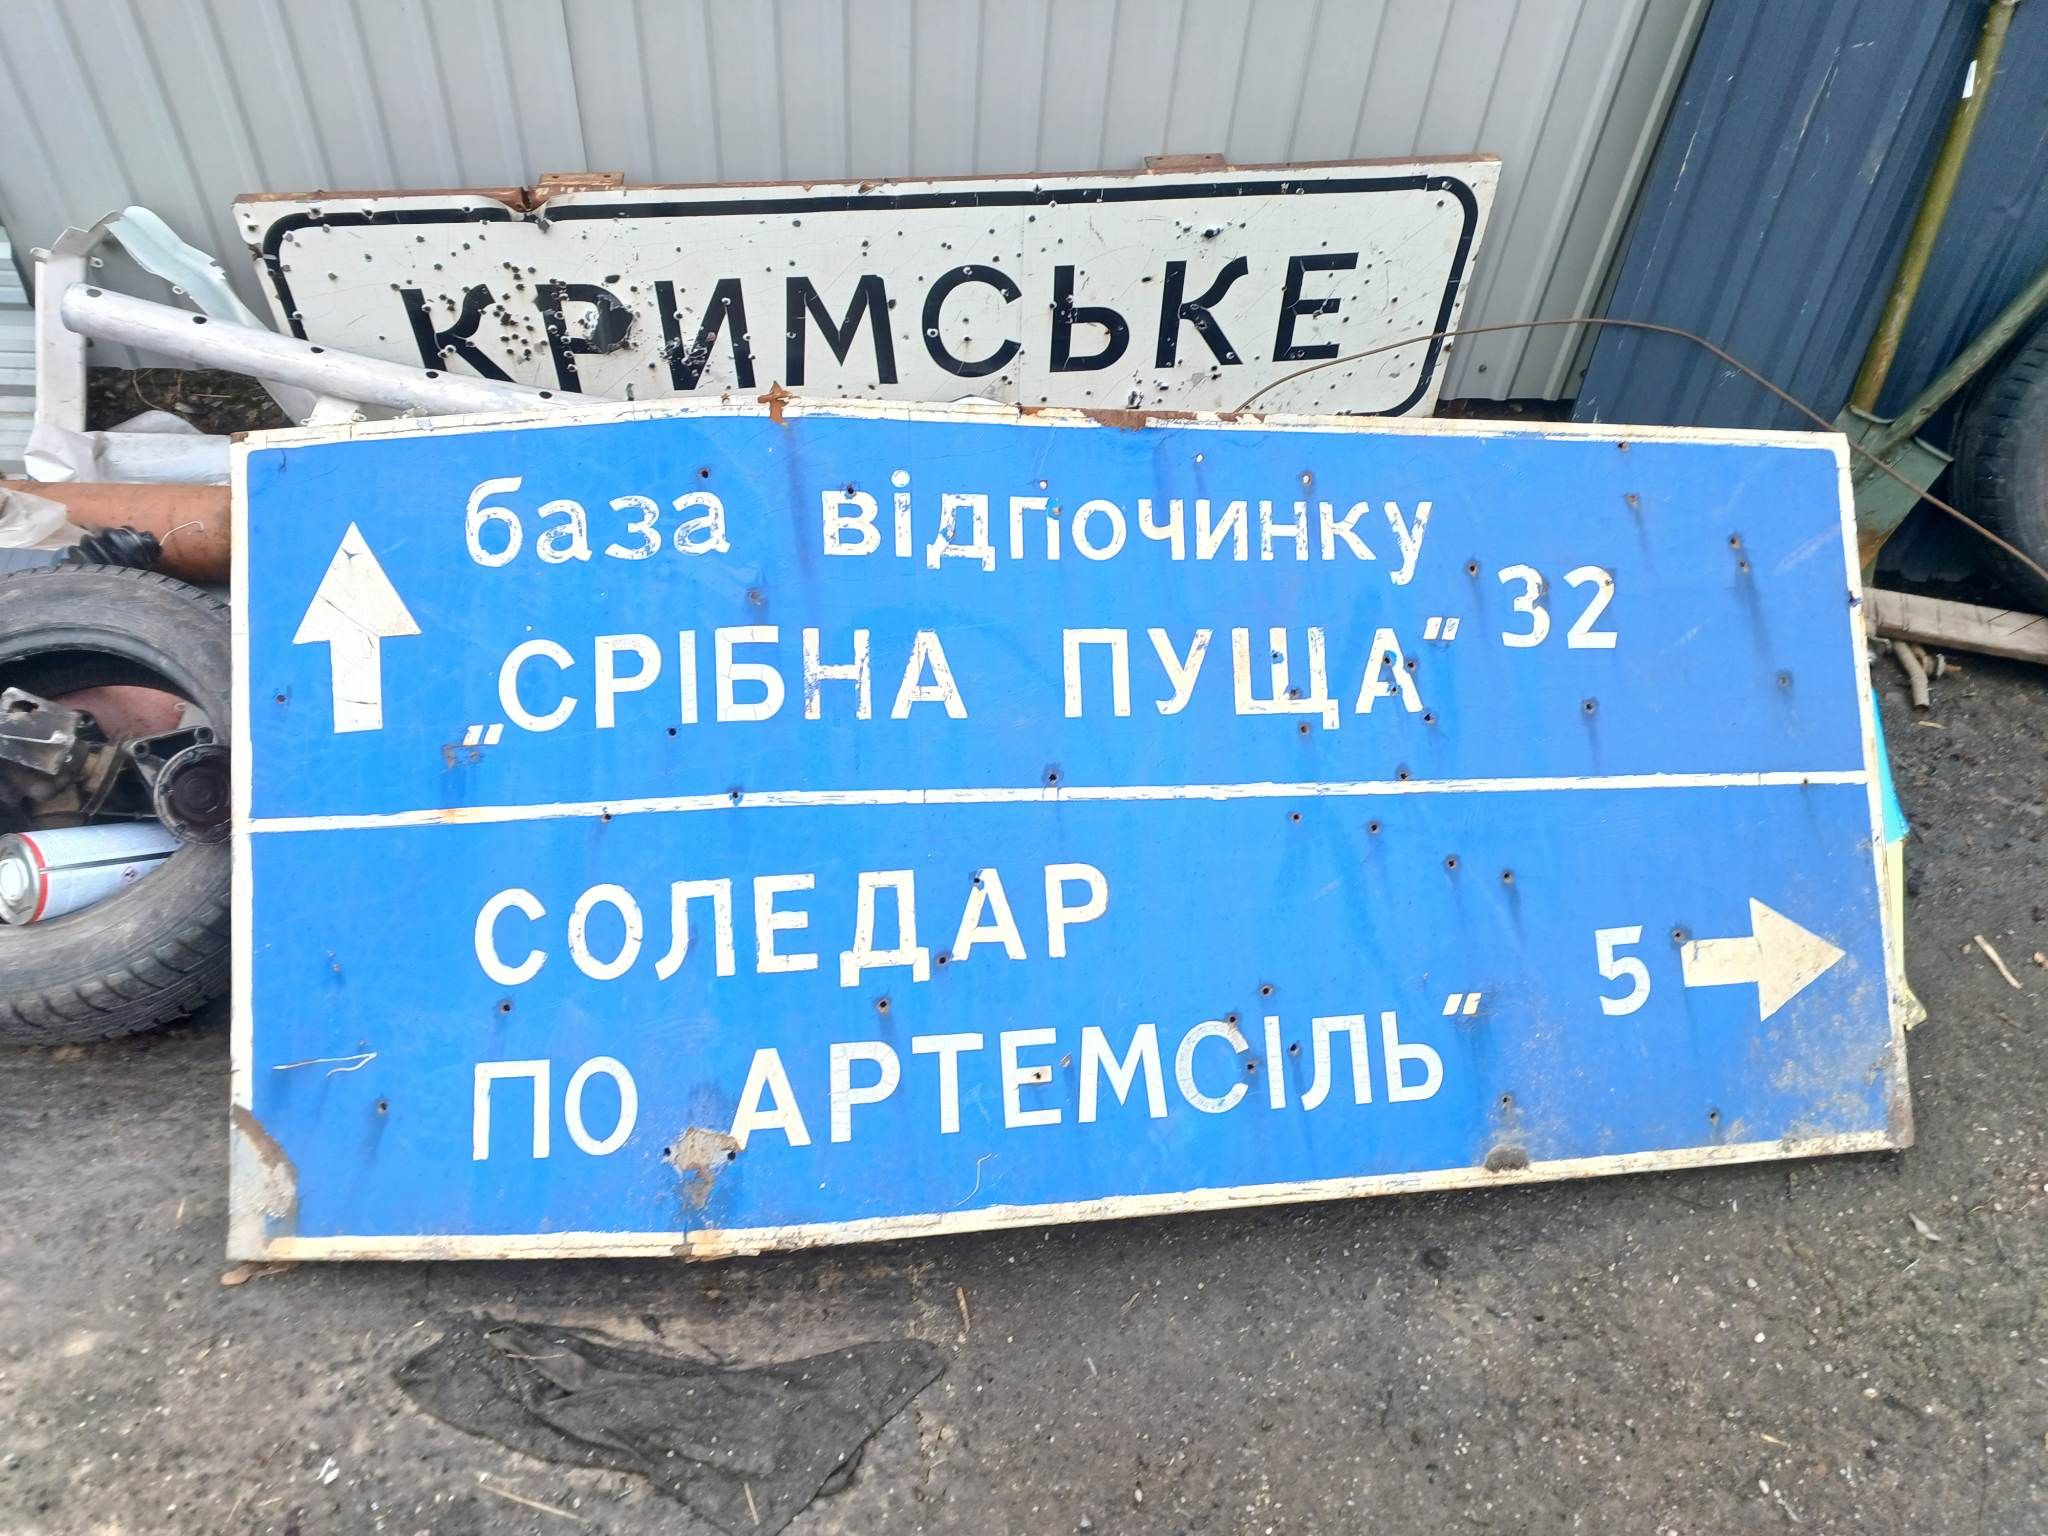 КРИМСЬКЕ
база відпочинку
„СРІБНА ПУЩА" 32
СОЛЕДАР
ПО АРТЕМСІЛЬ" 5